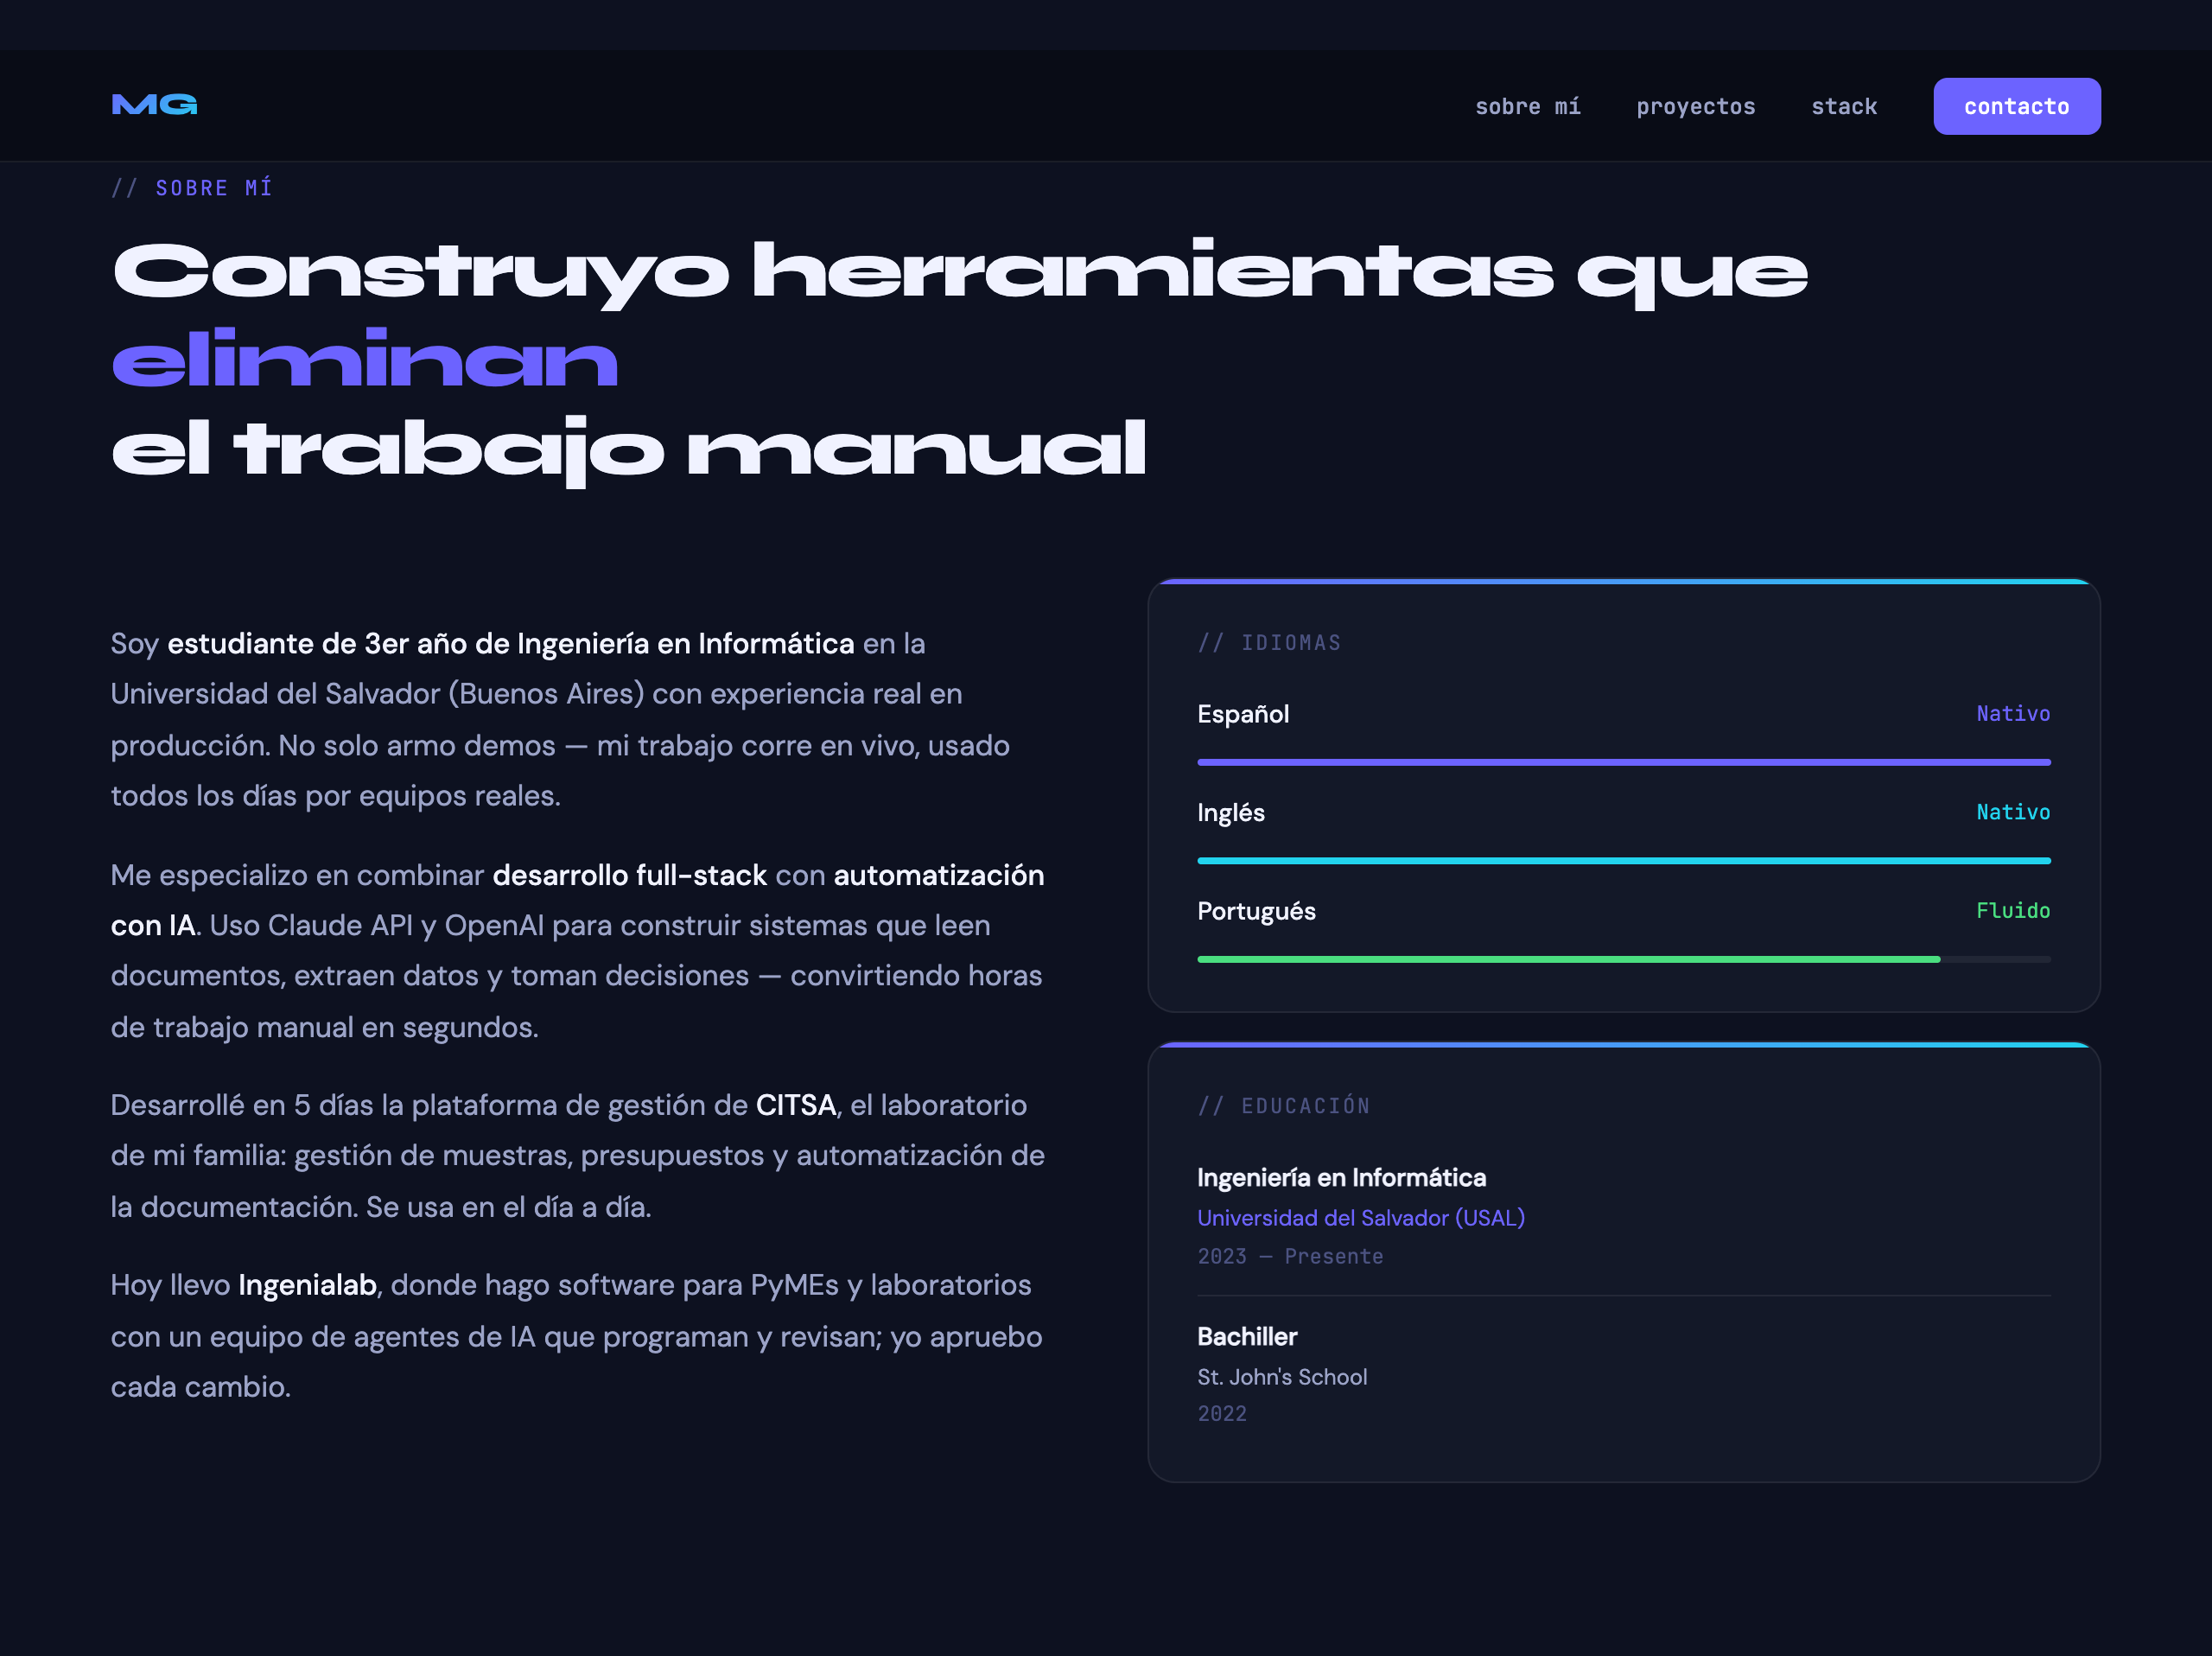 MG
sobre mí
proyectos
stack
contacto
// SOBRE MÍ
Construyo herramientas que
eliminan
el trabajo manual
Soy estudiante de 3er año de Ingeniería en Informática en la
Universidad del Salvador (Buenos Aires) con experiencia real en
producción. No solo armo demos — mi trabajo corre en vivo, usado
todos los días por equipos reales.
Me especializo en combinar desarrollo full-stack con automatización
con IA. Uso Claude API y OpenAI para construir sistemas que leen
documentos, extraen datos y toman decisiones — convirtiendo horas
de trabajo manual en segundos.
Desarrollé en 5 días la plataforma de gestión de CITSA, el laboratorio
de mi familia: gestión de muestras, presupuestos y automatización de
la documentación. Se usa en el día a día.
Hoy llevo Ingenialab, donde hago software para PyMEs y laboratorios
con un equipo de agentes de IA que programan y revisan; yo apruebo
cada cambio.
// IDIOMAS
Español Nativo
Inglés Nativo
Portugués Fluido
// EDUCACIÓN
Ingeniería en Informática
Universidad del Salvador (USAL)
2023 — Presente
Bachiller
St. John's School
2022